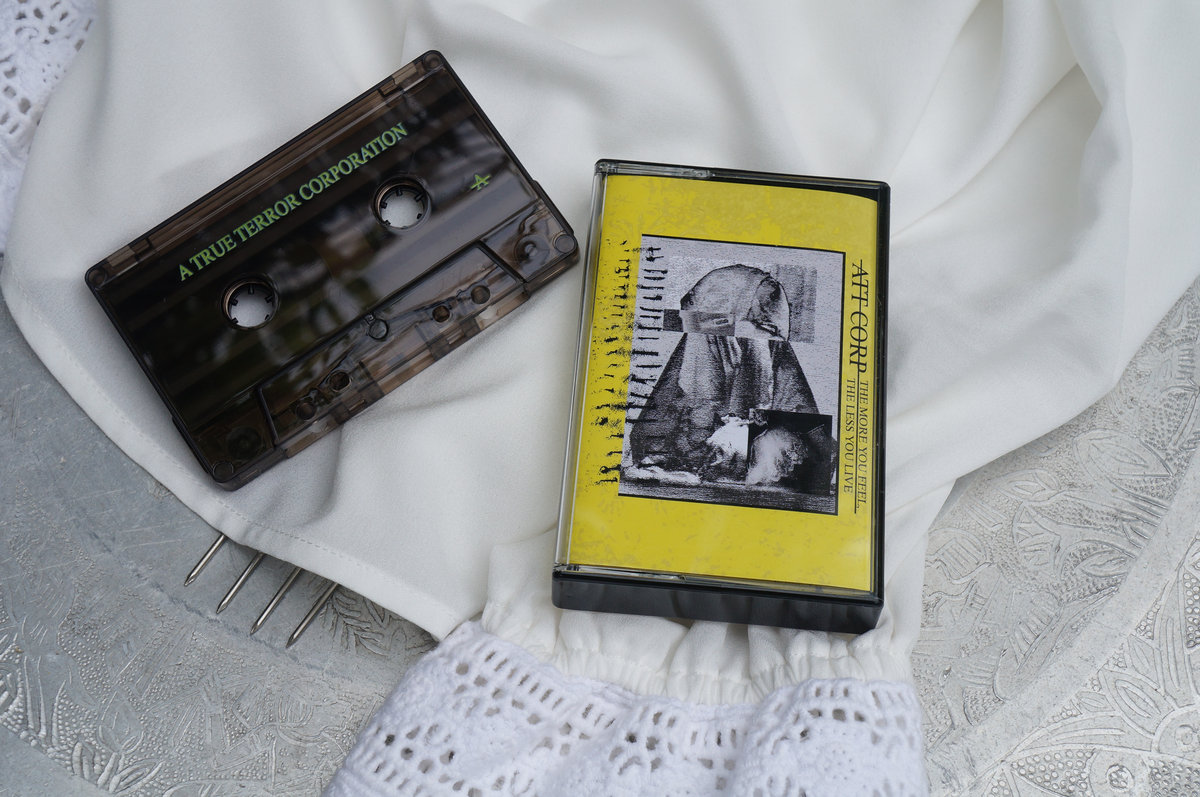 A TRUE TERROR CORPORATION
A
ATT CORP
THE MORE YOU FEEL
THE LESS YOU LIVE